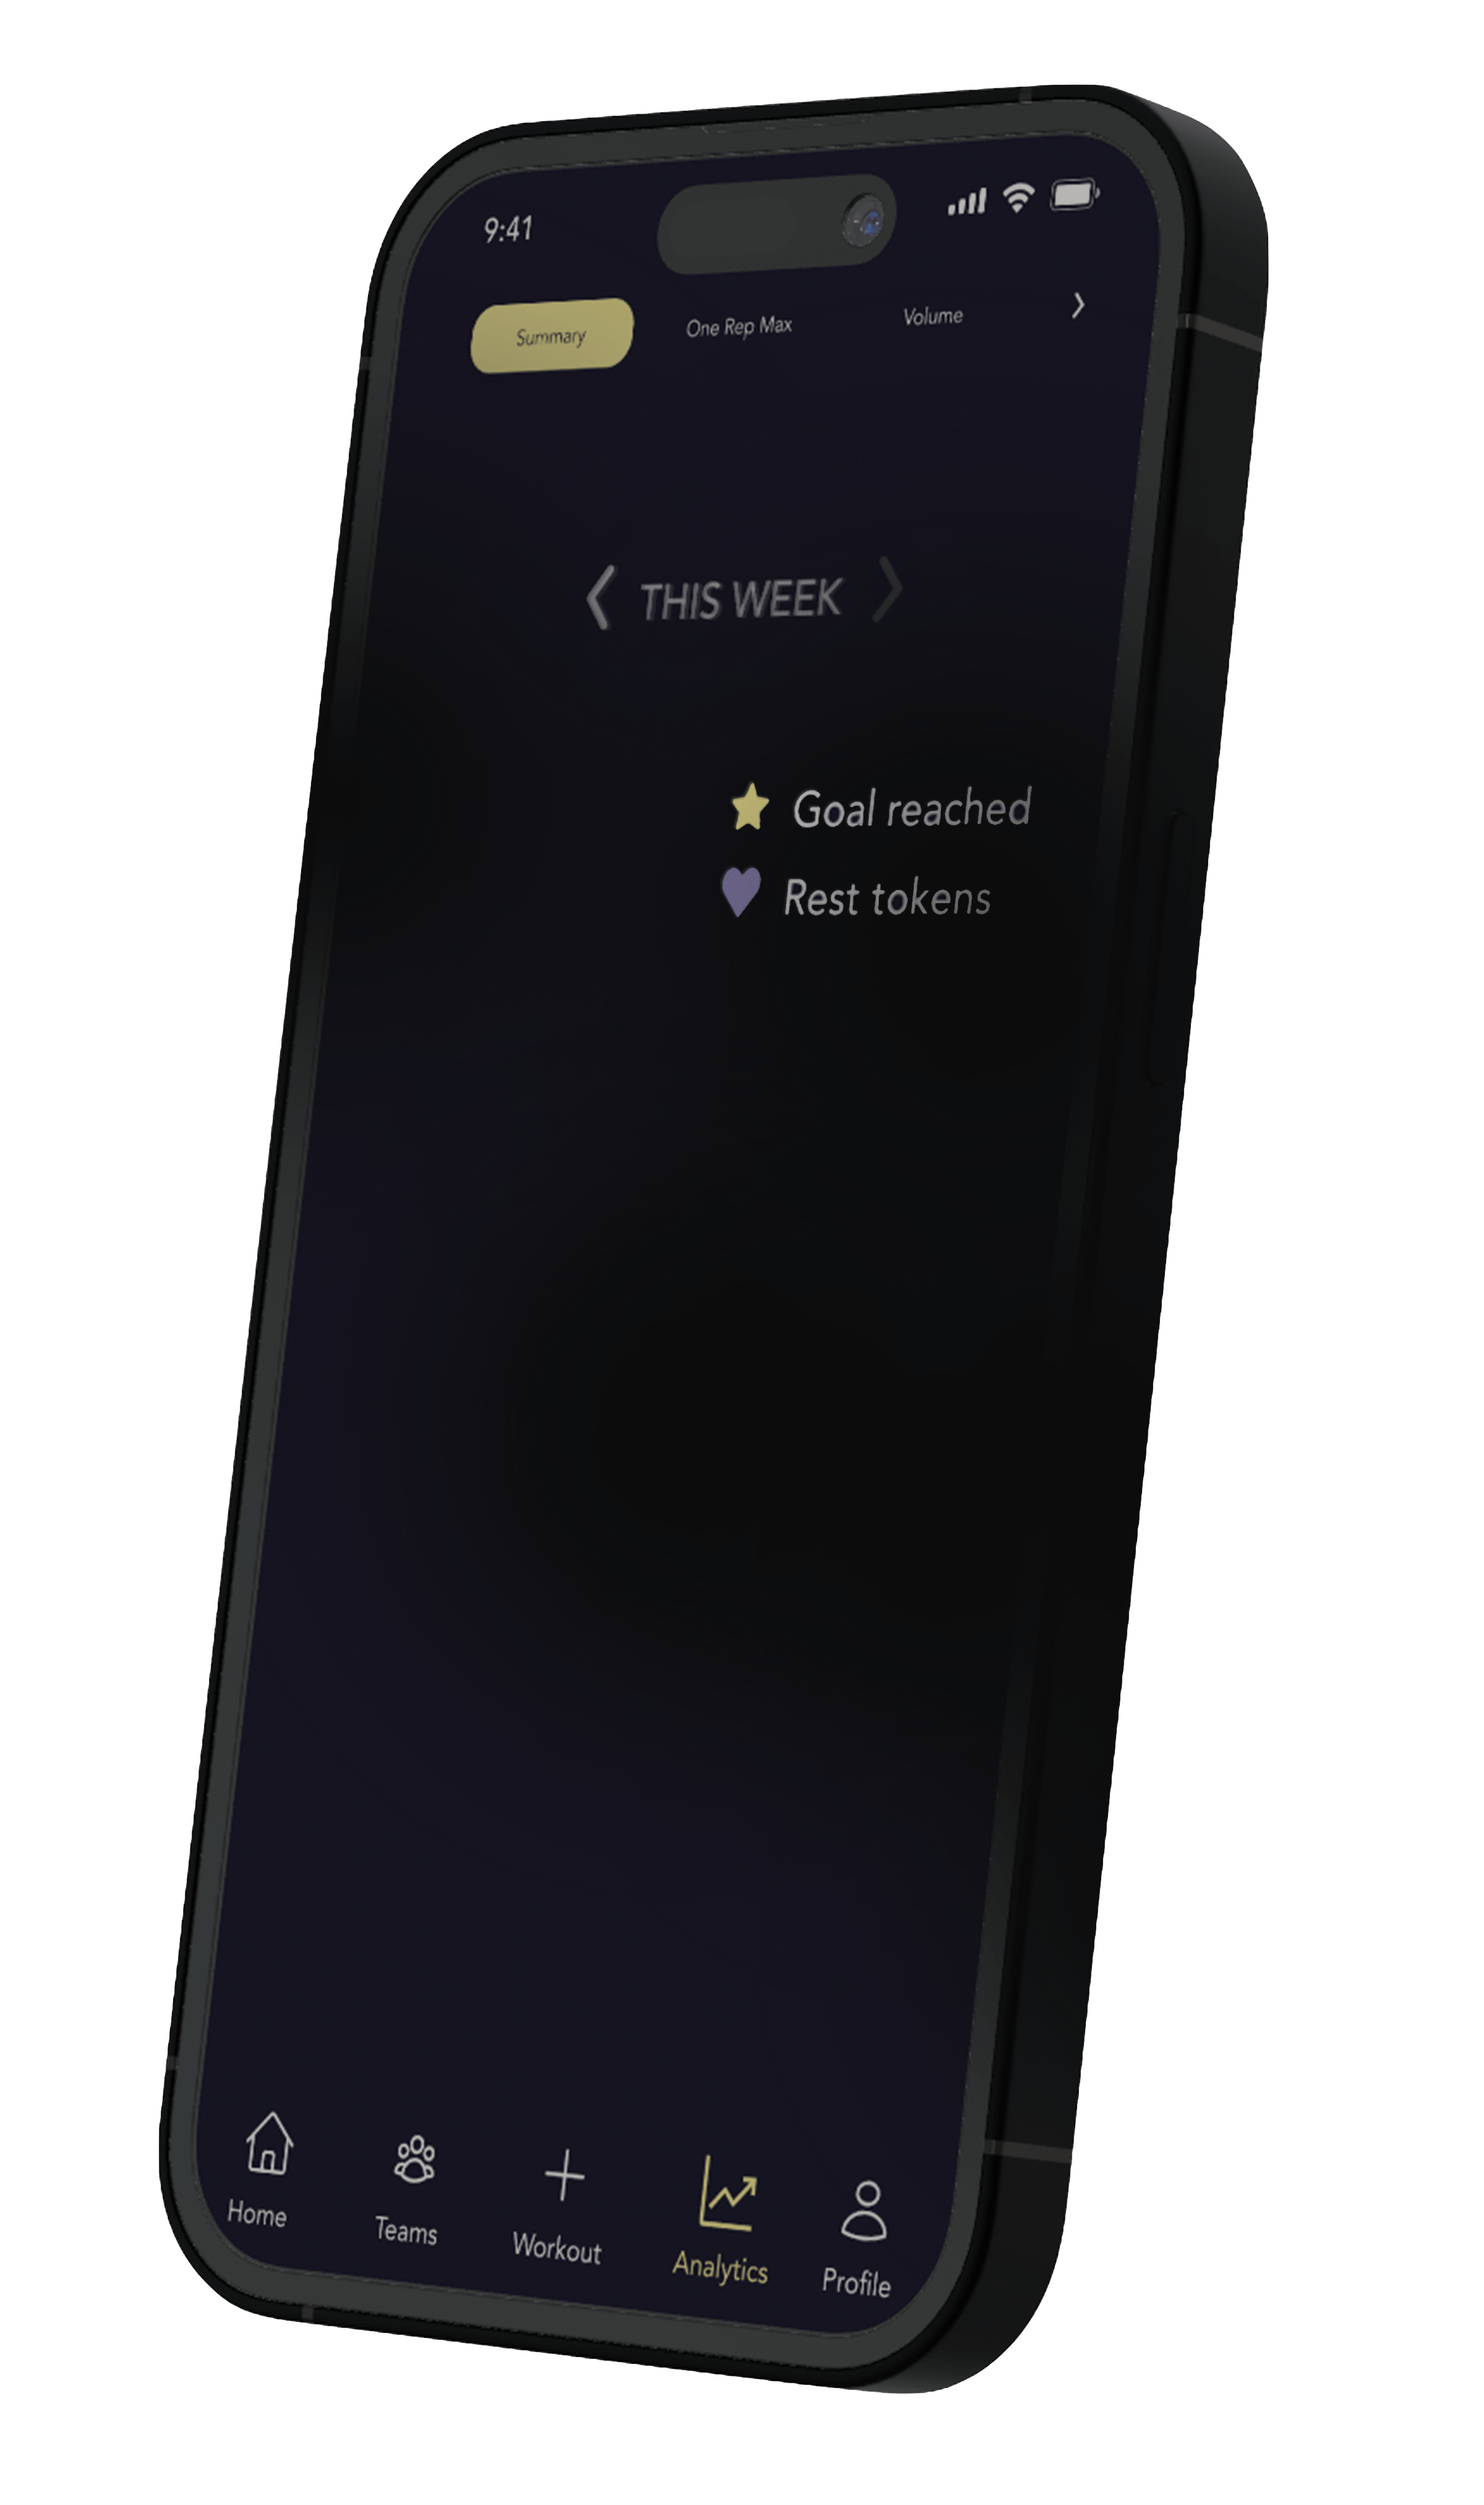 9:41
Summary One Rep Max Volume
THIS WEEK
Goal reached
Rest tokens
Home Teams Workout Analytics Profile